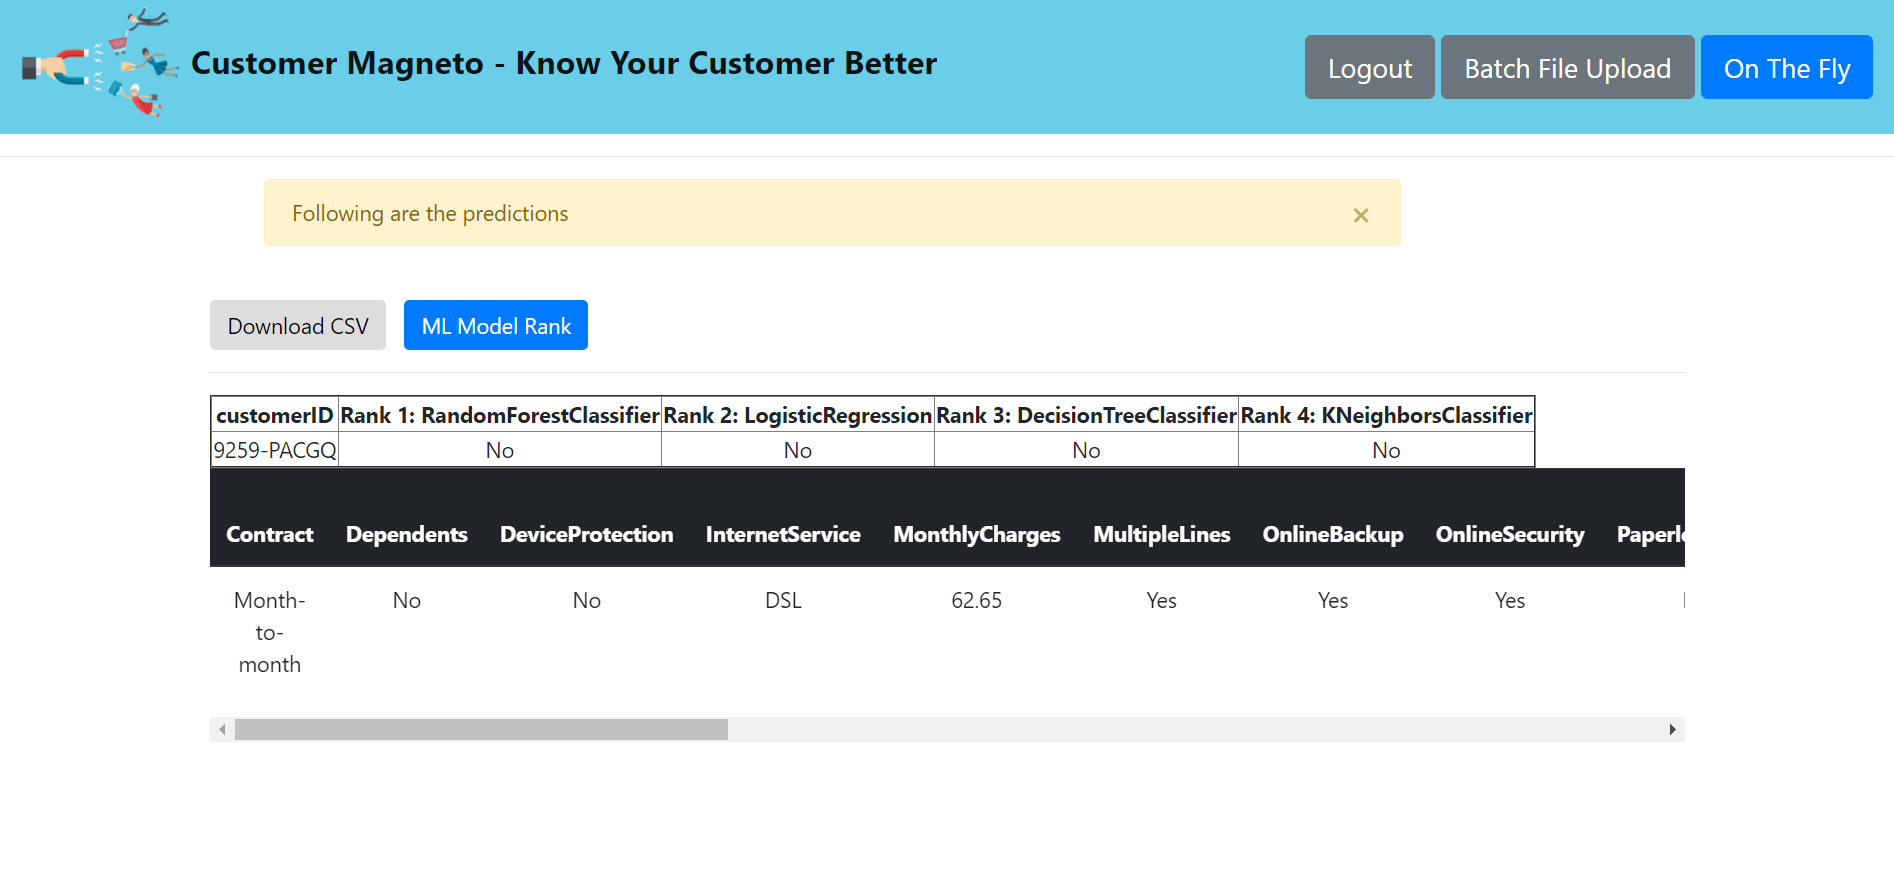 Customer Magneto - Know Your Customer Better
Logout
Batch File Upload
On The Fly
Following are the predictions
×
Download CSV
ML Model Rank
customerID Rank 1: RandomForestClassifier Rank 2: LogisticRegression Rank 3: DecisionTreeClassifier Rank 4: KNeighborsClassifier
9259-PACGQ No No No No
Contract Dependents DeviceProtection InternetService MonthlyCharges MultipleLines OnlineBackup OnlineSecurity
Month- No No DSL 62.65 Yes Yes Yes
to-
month